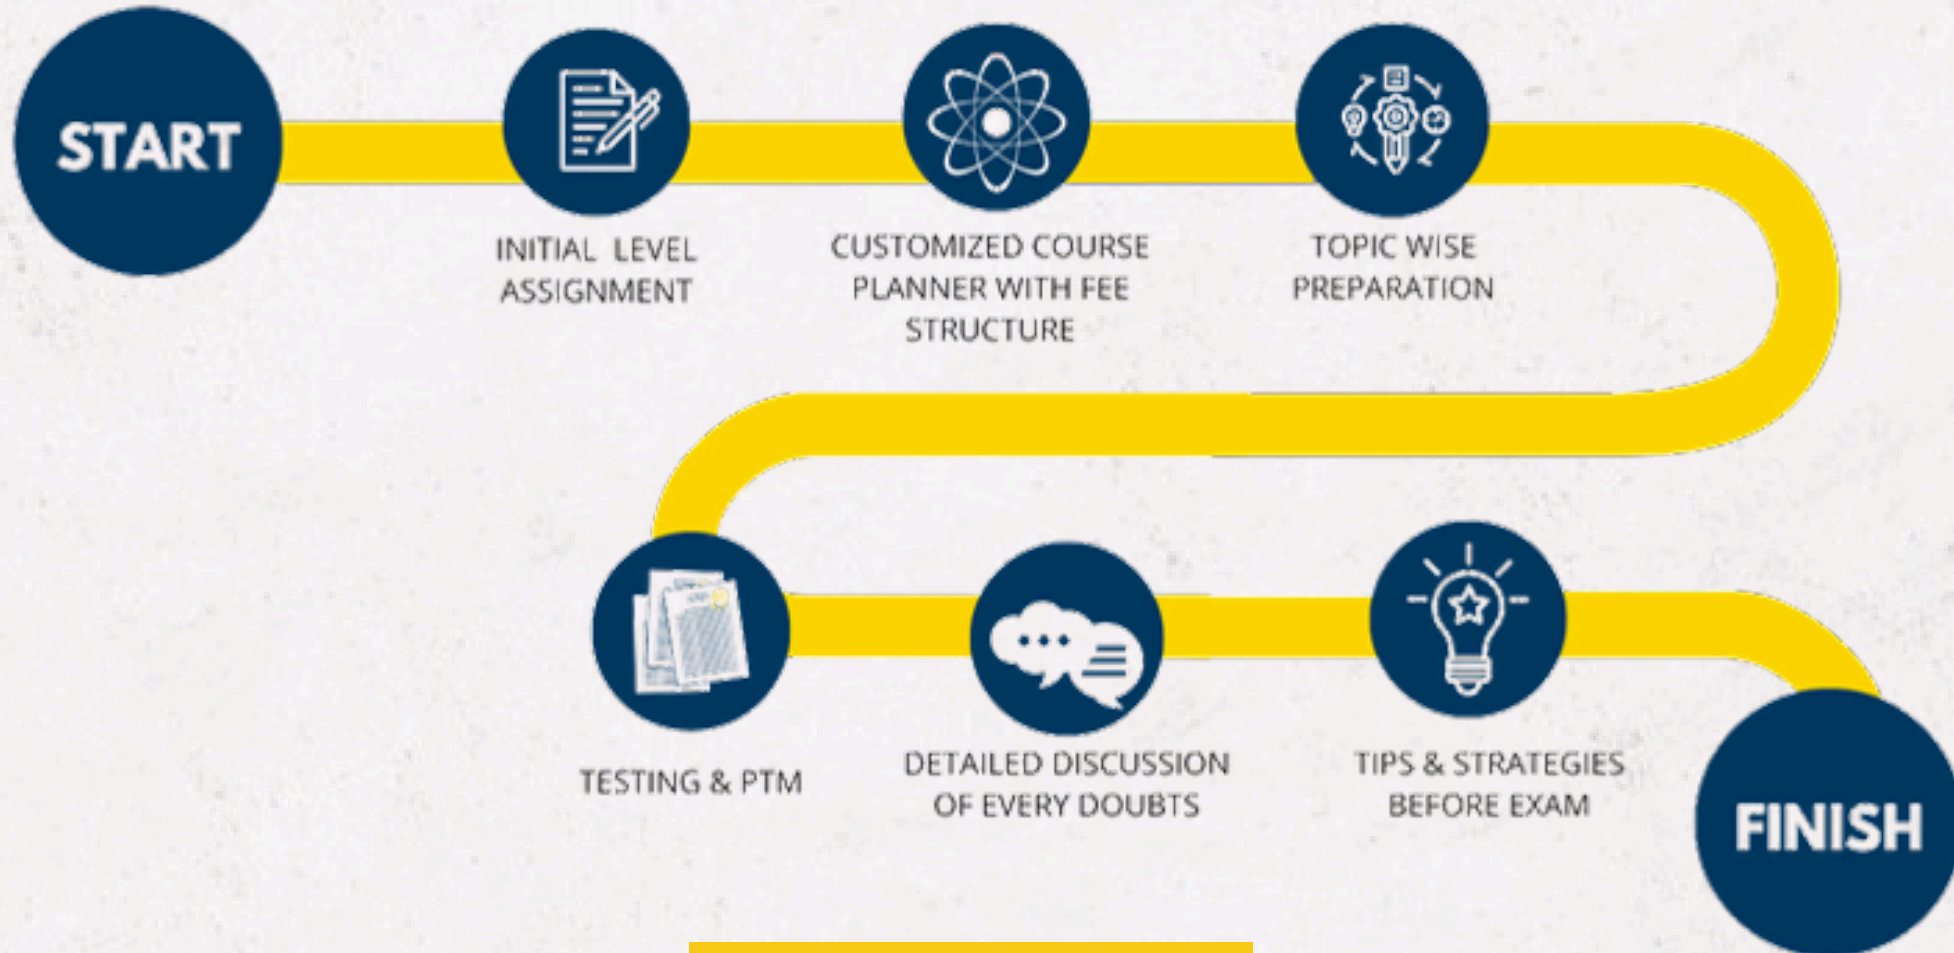 START
INITIAL LEVEL
ASSIGNMENT
CUSTOMIZED COURSE
PLANNER WITH FEE
STRUCTURE
TOPIC WISE
PREPARATION
TESTING & PTM
DETAILED DISCUSSION
OF EVERY DOUBTS
TIPS & STRATEGIES
BEFORE EXAM
FINISH